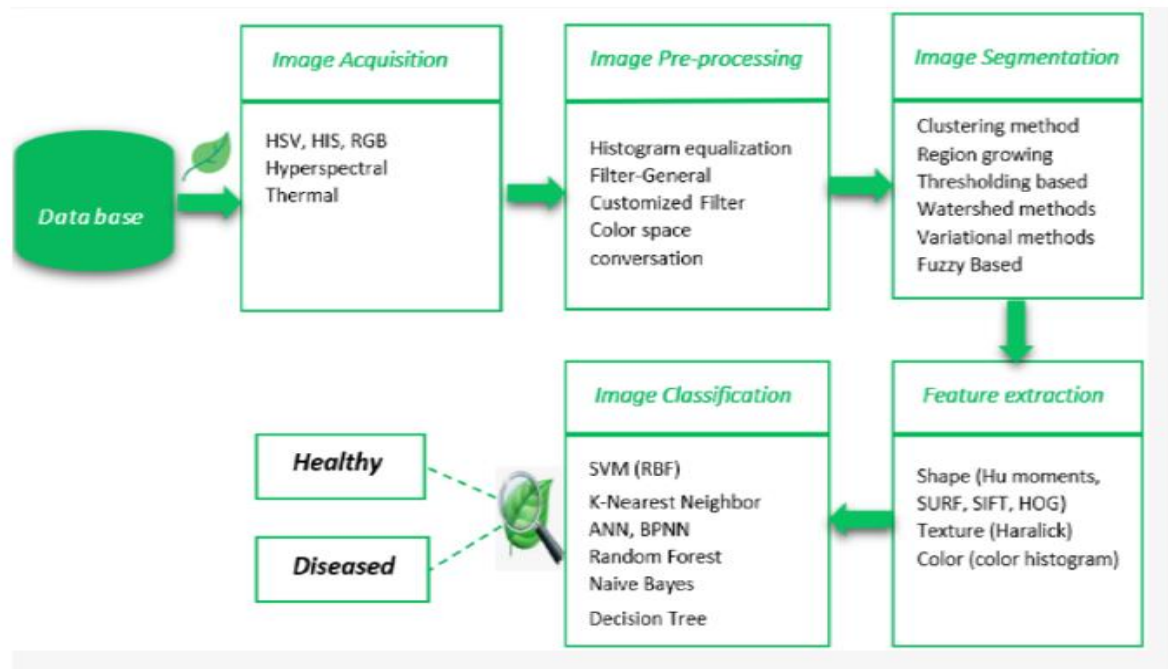 Database
Image Acquisition
HSV, HIS, RGB
Hyperspectral
Thermal
Image Pre-processing
Histogram equalization
Filter-General
Customized Filter
Color space
conversation
Image Segmentation
Clustering method
Region growing
Thresholding based
Watershed methods
Variational methods
Fuzzy Based
Feature extraction
Shape (Hu moments,
SURF, SIFT, HOG)
Texture (Haralick)
Color (color histogram)
Image Classification
SVM (RBF)
K-Nearest Neighbor
ANN, BPNN
Random Forest
Naive Bayes
Decision Tree
Healthy
Diseased